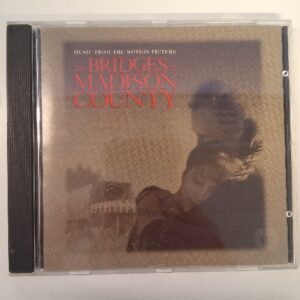 MUSIC FROM THE MOTION PICTURE
THE BRIDGES OF
MADISON
COUNTY